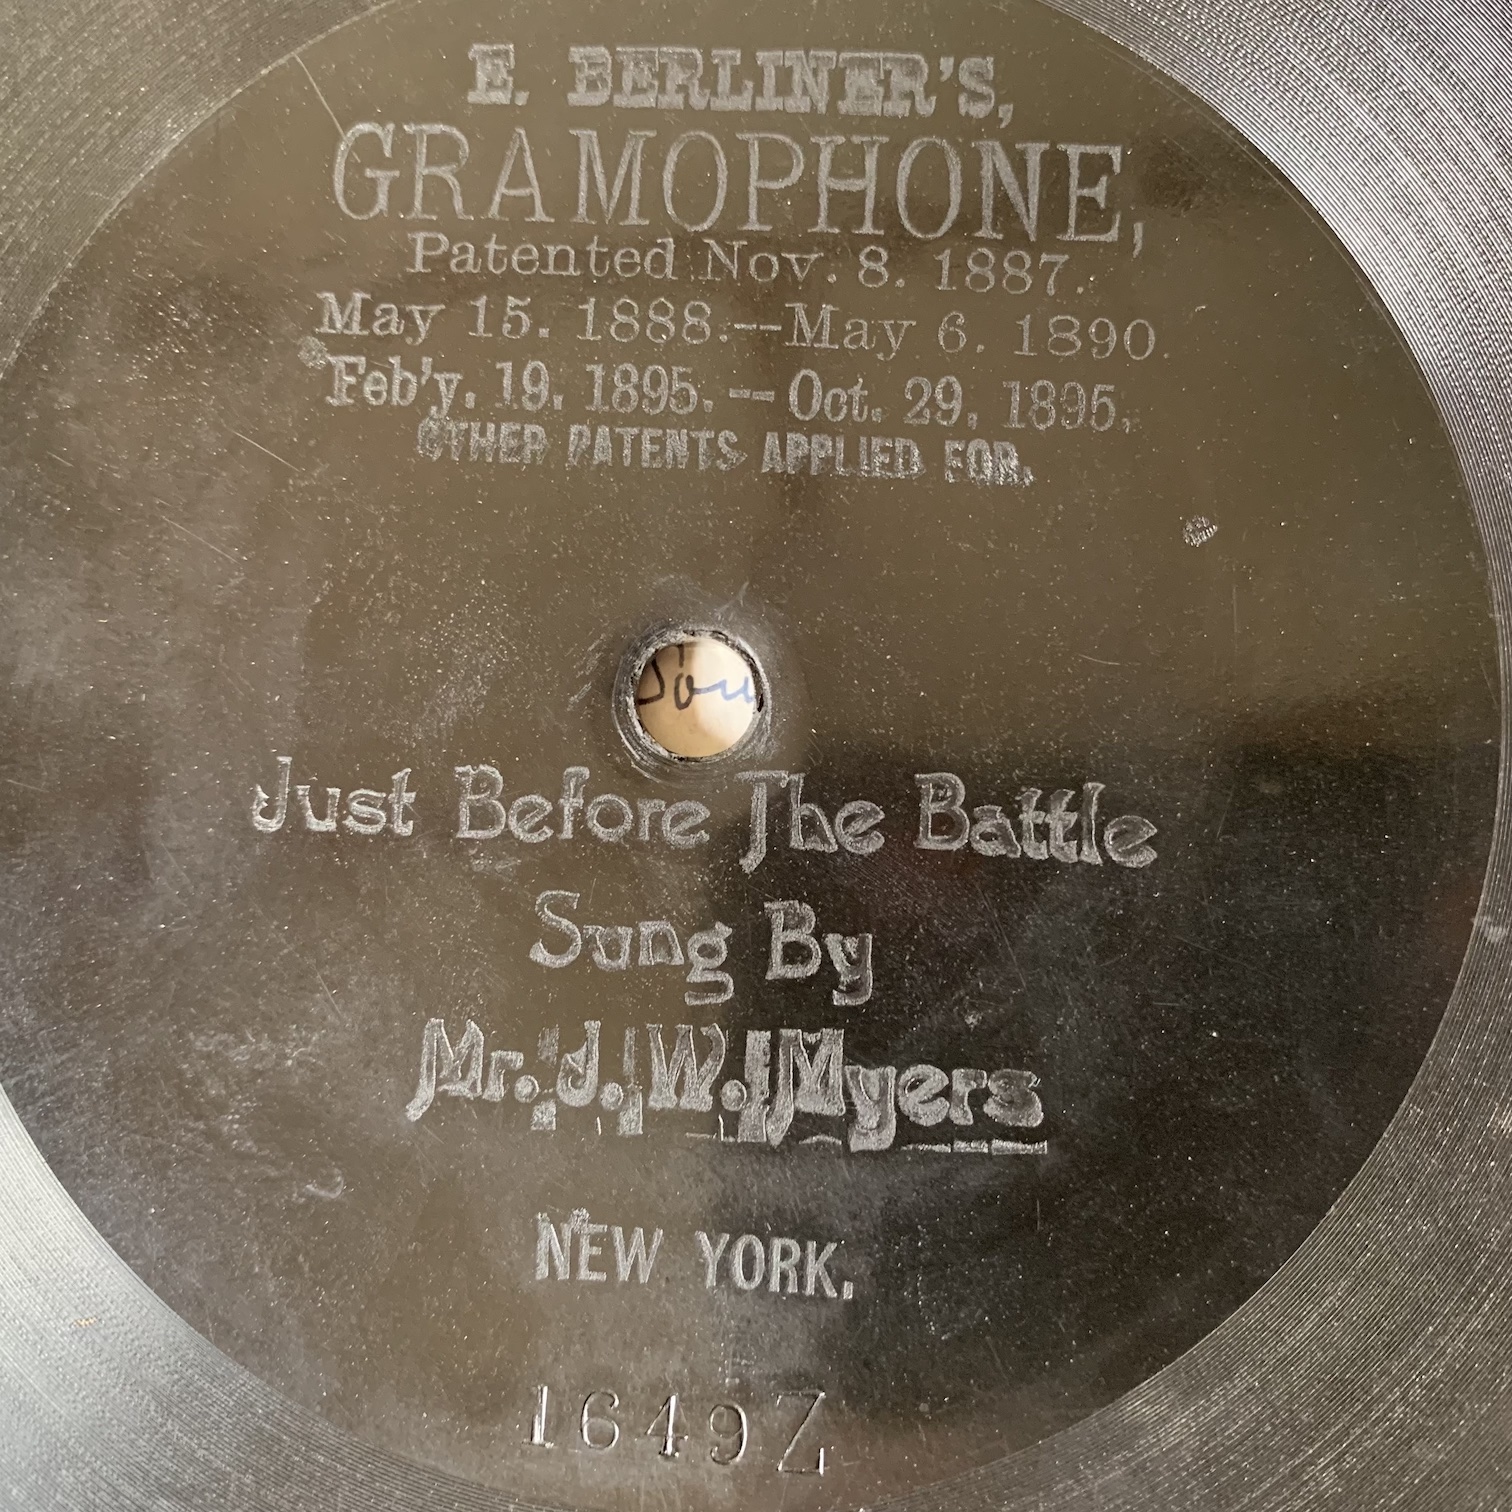 E. BERLINER'S,
GRAMOPHONE,
Patented Nov. 8. 1887.
May 15. 1888.—May 6. 1890.
Feb'y. 19. 1895. — Oct. 29. 1895.
OTHER PATENTS APPLIED FOR.
Just Before The Battle
Sung By
Mr. J. W. Myers
NEW YORK.
1649Z